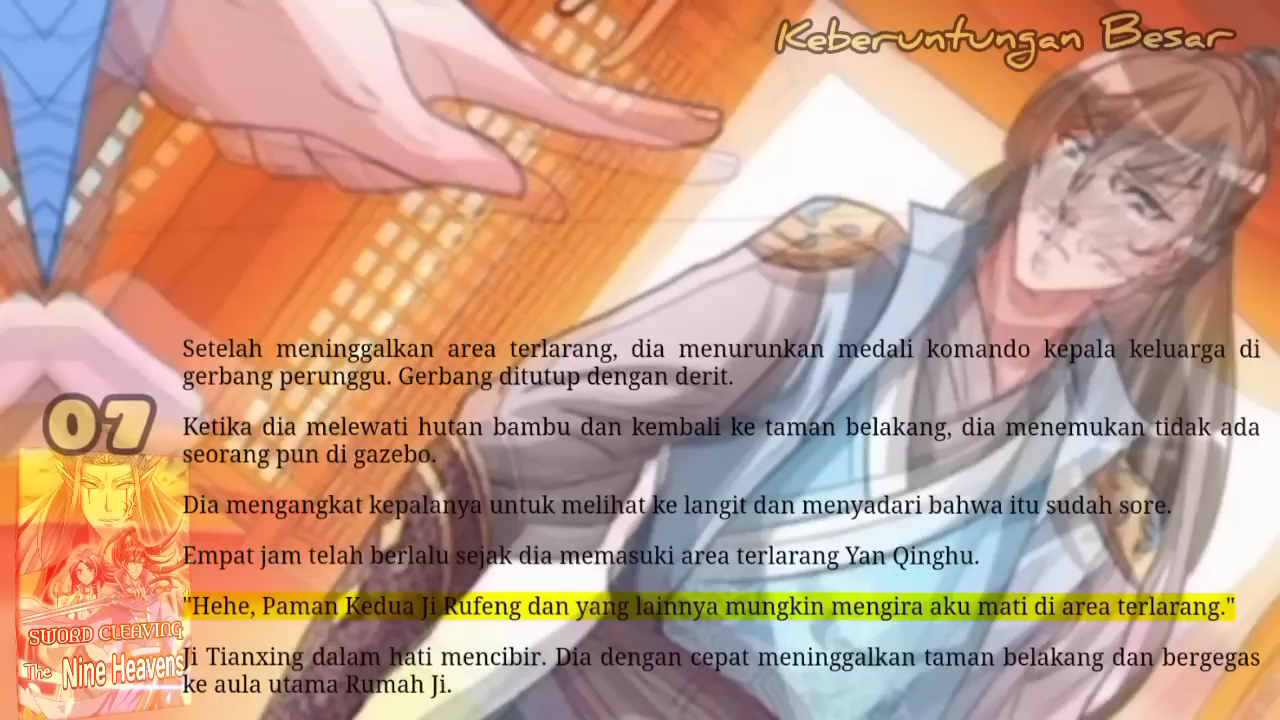 Keberuntungan Besar
Setelah meninggalkan area terlarang, dia menurunkan medali komando kepala keluarga di
gerbang perunggu. Gerbang ditutup dengan derit.
07
Ketika dia melewati hutan bambu dan kembali ke taman belakang, dia menemukan tidak ada
seorang pun di gazebo.
Dia mengangkat kepalanya untuk melihat ke langit dan menyadari bahwa itu sudah sore.
Empat jam telah berlalu sejak dia memasuki area terlarang Yan Qinghu.
"Hehe, Paman Kedua Ji Rufeng dan yang lainnya mungkin mengira aku mati di area terlarang."
Ji Tianxing dalam hati mencibir. Dia dengan cepat meninggalkan taman belakang dan bergegas
ke aula utama Rumah Ji.
SWORD CLEAVING
The Nine Heavens